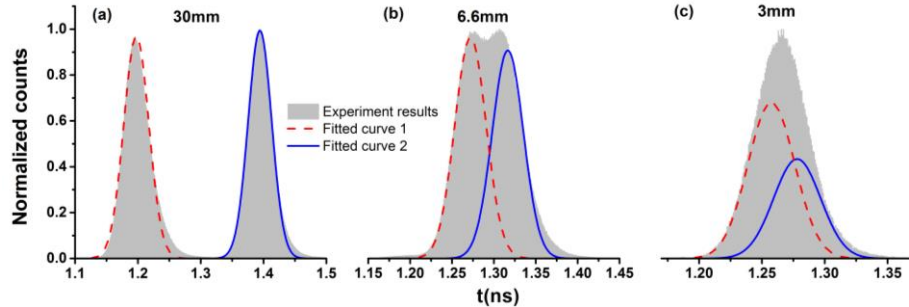 (a) 30mm
(b) 6.6mm
(c) 3mm
Normalized counts
1.0
0.8
0.6
0.4
0.2
0.0
Experiment results
Fitted curve 1
Fitted curve 2
1.1 1.2 1.3 1.4 1.5
1.15 1.20 1.25 1.30 1.35 1.40 1.45
1.20 1.25 1.30 1.35
t(ns)